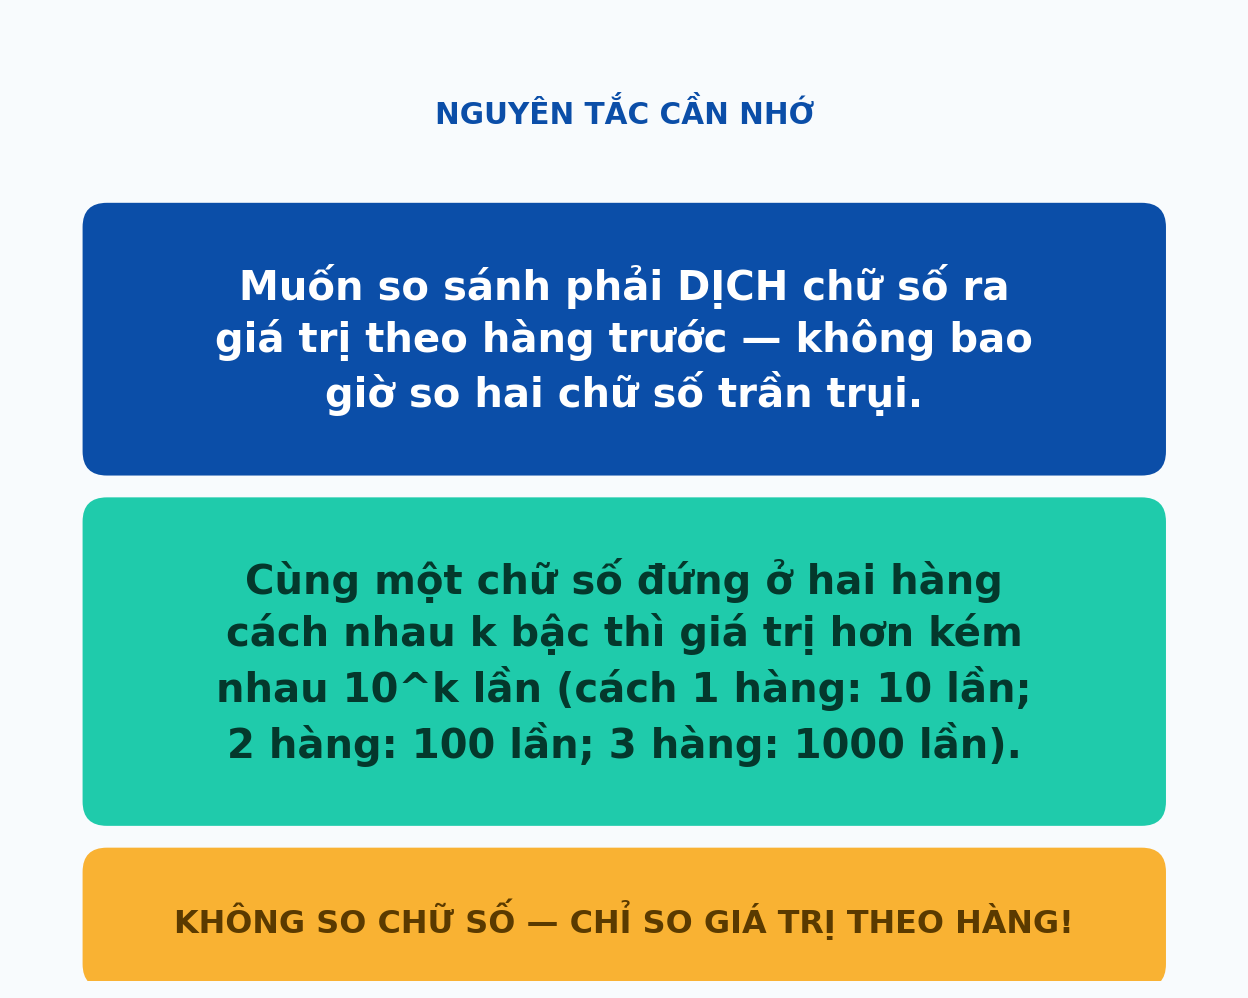 NGUYÊN TẮC CẦN NHỚ
Muốn so sánh phải DỊCH chữ số ra
giá trị theo hàng trước — không bao
giờ so hai chữ số trần trụi.
Cùng một chữ số đứng ở hai hàng
cách nhau k bậc thì giá trị hơn kém
nhau 10^k lần (cách 1 hàng: 10 lần;
2 hàng: 100 lần; 3 hàng: 1000 lần).
KHÔNG SO CHỮ SỐ — CHỈ SO GIÁ TRỊ THEO HÀNG!